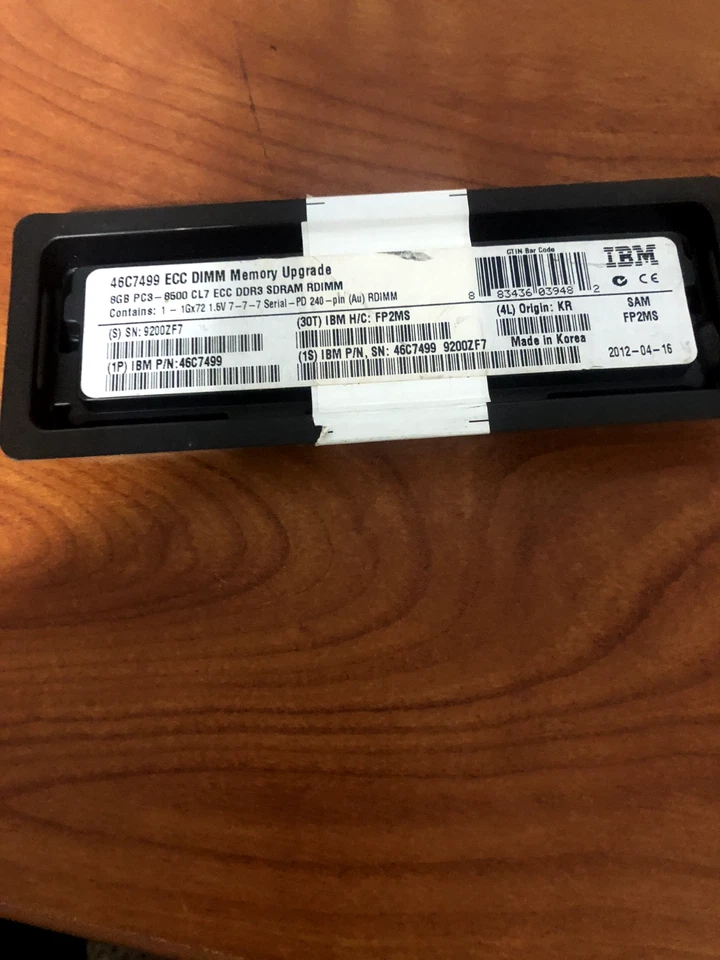 46C7499 ECC DIMM Memory Upgrade
8GB PC3-8500 CL7 ECC DDR3 SDRAM RDIMM
Contains: 1 - 1Gx72 1.5V 7-7-7 Serial-PD 240-pin (Au) RDIMM
GTIN Bar Code
8 83436 03948 2
IBM
CE
(S) SN: 9200ZF7
(30T) IBM H/C: FP2MS
(4L) Origin: KR
SAM
FP2MS
(1P) IBM P/N:46C7499
(1S) IBM P/N, SN: 46C7499 9200ZF7
Made in Korea
2012-04-16